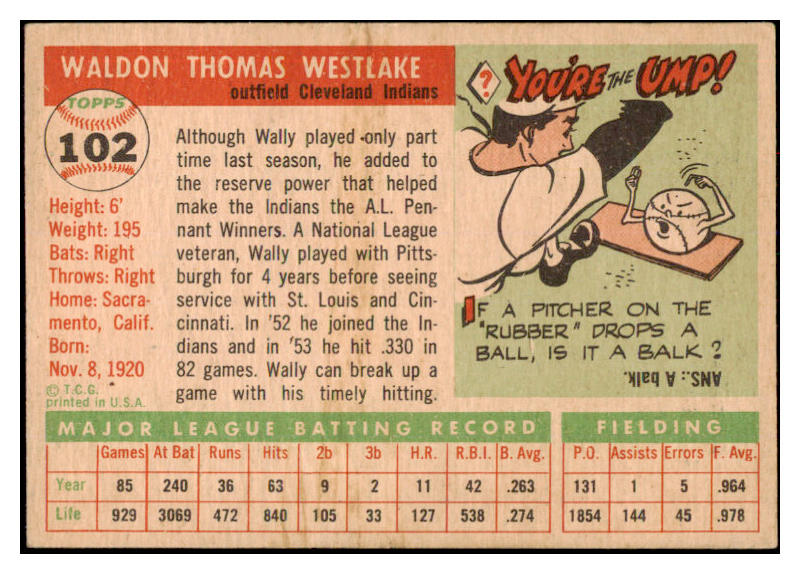 WALDON THOMAS WESTLAKE
outfield Cleveland Indians
TOPPS
102
Height: 6'
Weight: 195
Bats: Right
Throws: Right
Home: Sacra-
mento, Calif.
Born:
Nov. 8, 1920
© T.C.G.
printed in U.S.A.
Although Wally played only part
time last season, he added to
the reserve power that helped
make the Indians the A.L. Pen-
nant Winners. A National League
veteran, Wally played with Pitts-
burgh for 4 years before seeing
service with St. Louis and Cin-
cinnati. In '52 he joined the In-
dians and in '53 he hit .330 in
82 games. Wally can break up a
game with his timely hitting.
? YOU'RE THE UMP!
IF A PITCHER ON THE
"RUBBER" DROPS A
BALL, IS IT A BALK?
ANS.: A balk.
MAJOR LEAGUE BATTING RECORD FIELDING
Games At Bat Runs Hits 2b 3b H.R. R.B.I. B. Avg. P.O. Assists Errors F. Avg.
Year 85 240 36 63 9 2 11 42 .263 131 1 5 .964
Life 929 3069 472 840 105 33 127 538 .274 1854 144 45 .978